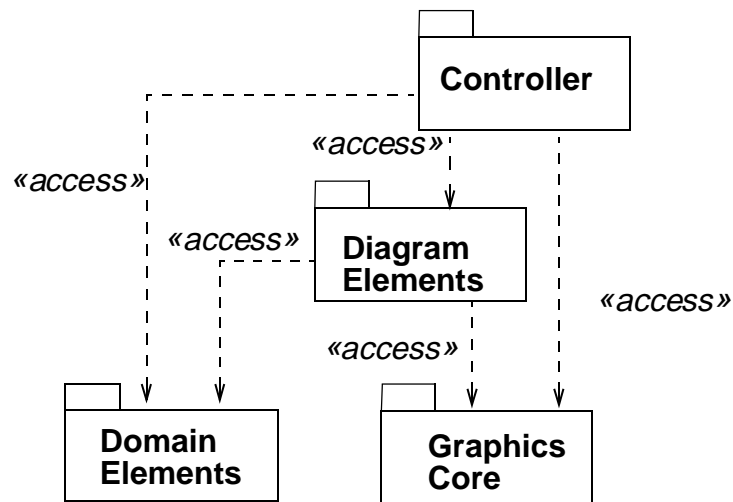 Controller
«access»
«access»
«access»
Diagram
Elements
«access»
«access»
Domain
Elements
Graphics
Core